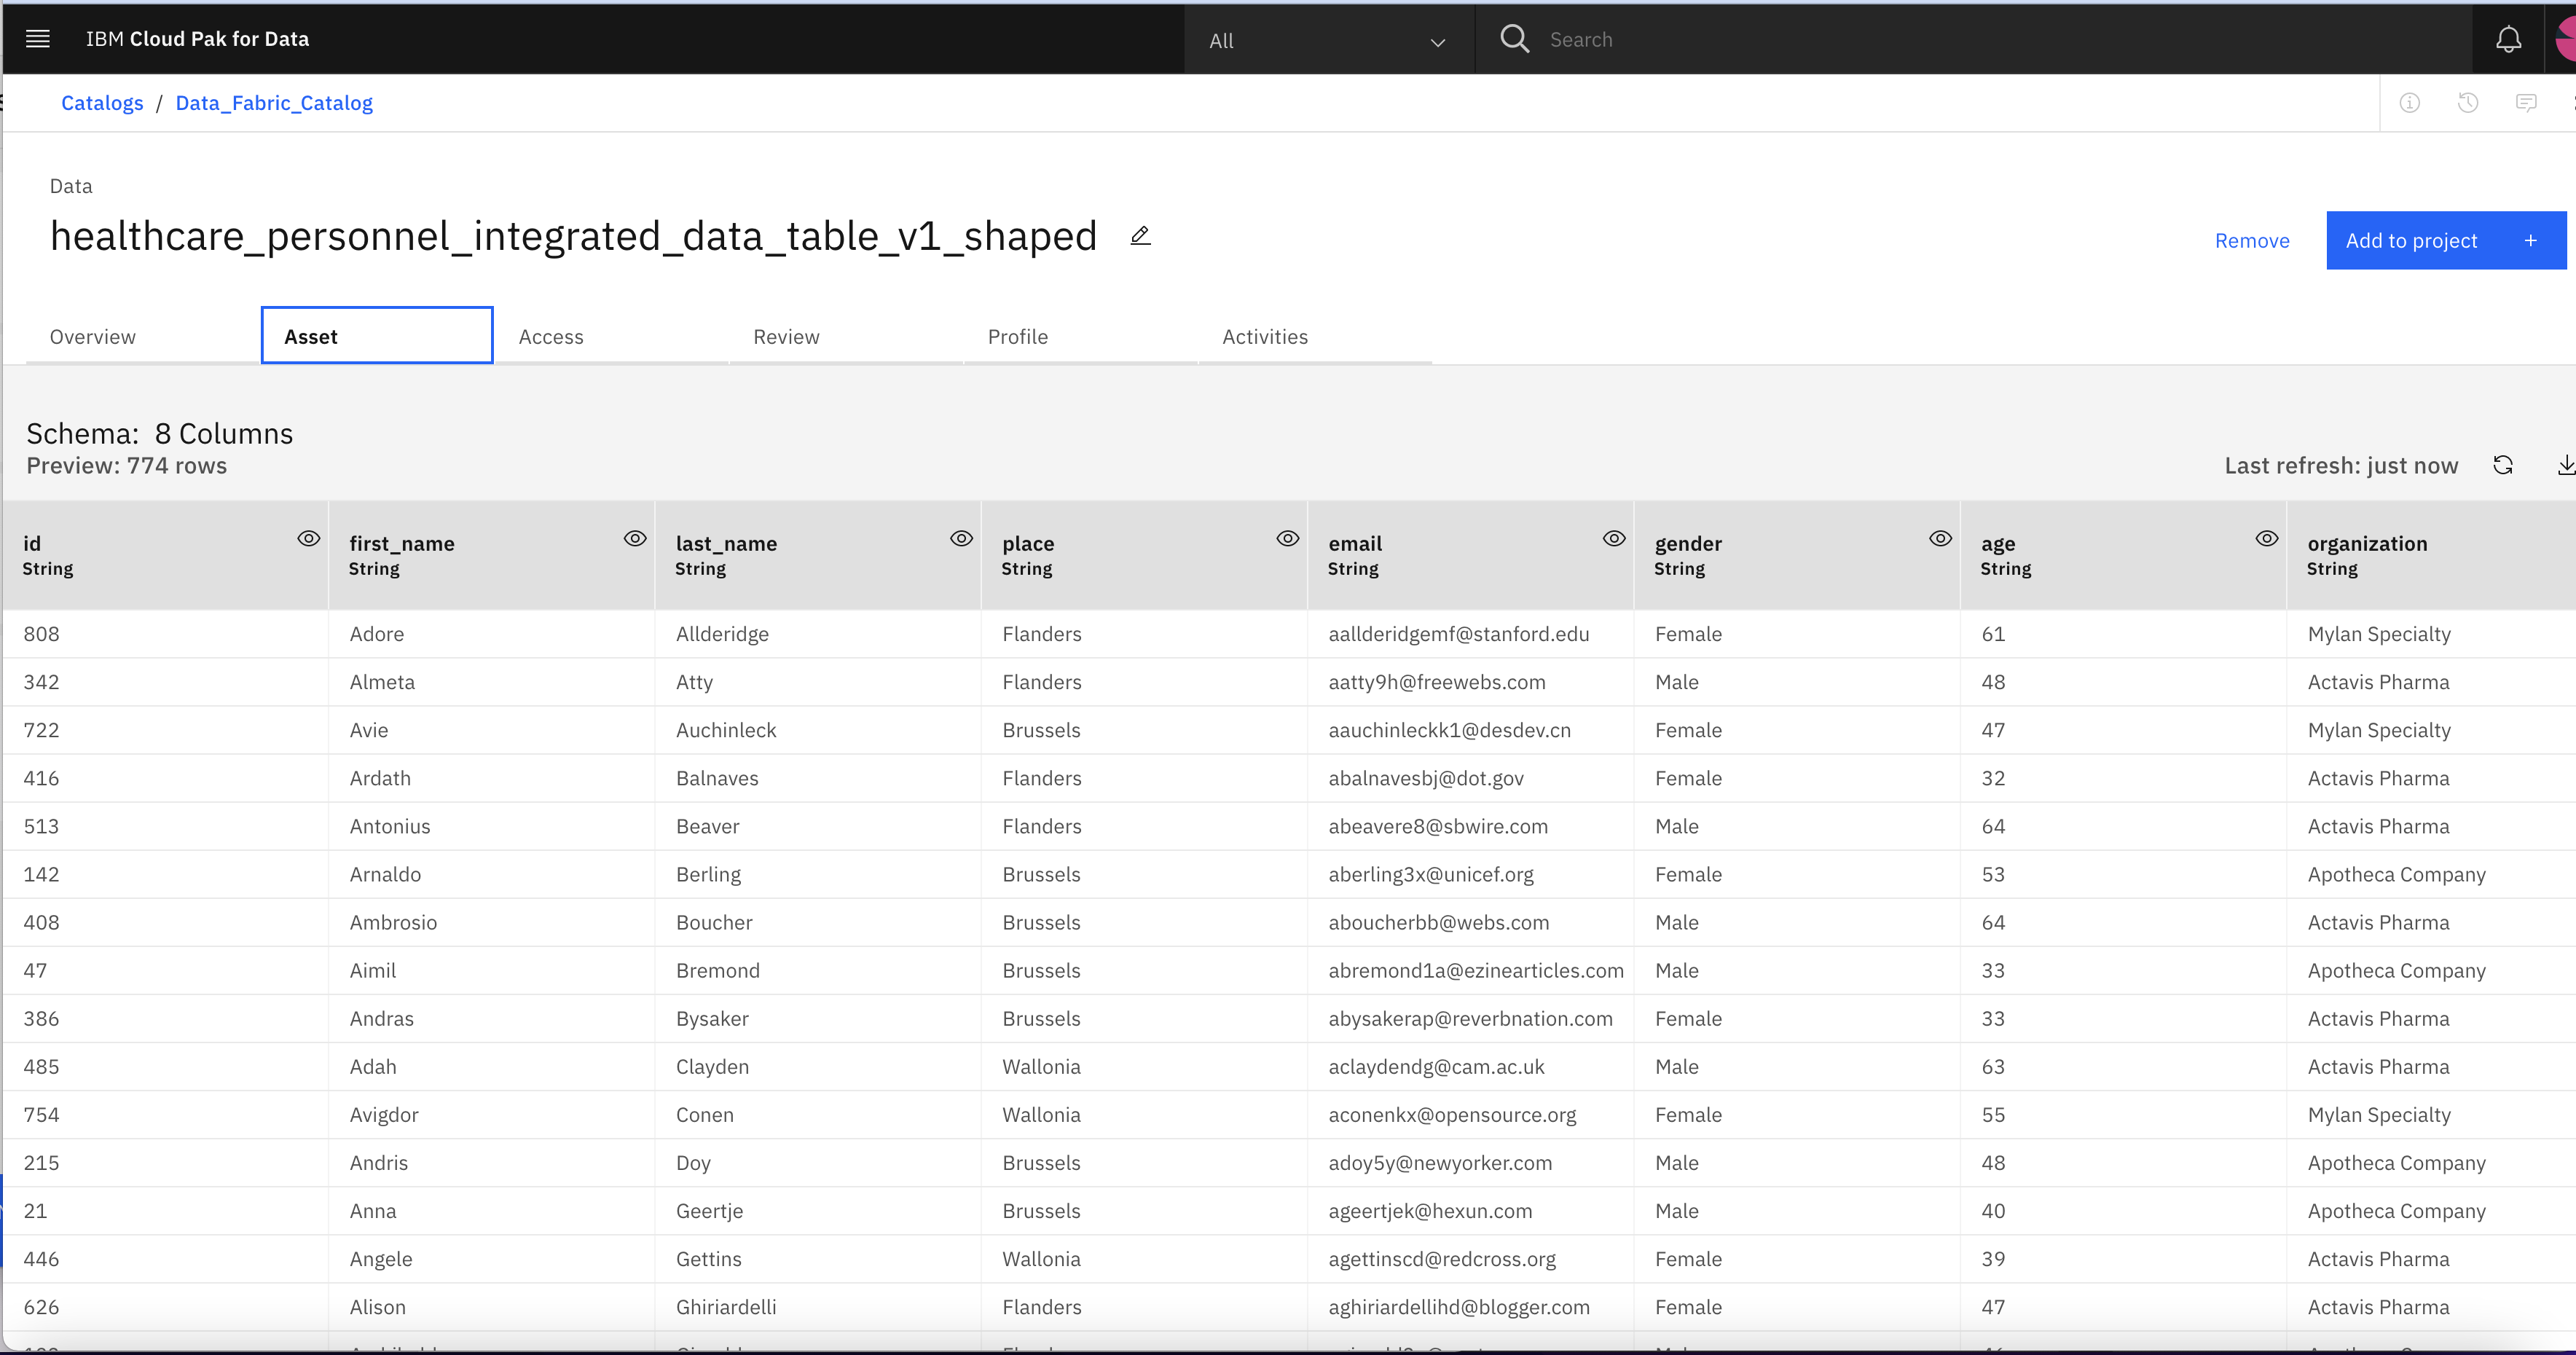 IBM Cloud Pak for Data All Search
Catalogs / Data_Fabric_Catalog
Data
healthcare_personnel_integrated_data_table_v1_shaped
Remove Add to project +
Overview Asset Access Review Profile Activities
Schema: 8 Columns
Preview: 774 rows
Last refresh: just now
id first_name last_name place email gender age organization
String String String String String String String String
808 Adore Allderidge Flanders aallderidgemf@stanford.edu Female 61 Mylan Specialty
342 Almeta Atty Flanders aatty9h@freewebs.com Male 48 Actavis Pharma
722 Avie Auchinleck Brussels aauchinleckk1@desdev.cn Female 47 Mylan Specialty
416 Ardath Balnaves Flanders abalnavesbj@dot.gov Female 32 Actavis Pharma
513 Antonius Beaver Flanders abeavere8@sbwire.com Male 64 Actavis Pharma
142 Arnaldo Berling Brussels aberling3x@unicef.org Female 53 Apotheca Company
408 Ambrosio Boucher Brussels aboucherbb@webs.com Male 64 Actavis Pharma
47 Aimil Bremond Brussels abremond1a@ezinearticles.com Male 33 Apotheca Company
386 Andras Bysaker Brussels abysakerap@reverbnation.com Female 33 Actavis Pharma
485 Adah Clayden Wallonia aclaydendg@cam.ac.uk Male 63 Actavis Pharma
754 Avigdor Conen Wallonia aconenkx@opensource.org Female 55 Mylan Specialty
215 Andris Doy Brussels adoy5y@newyorker.com Male 48 Apotheca Company
21 Anna Geertje Brussels ageertjek@hexun.com Male 40 Apotheca Company
446 Angele Gettins Wallonia agettinscd@redcross.org Female 39 Actavis Pharma
626 Alison Ghiriardelli Flanders aghiriardellihd@blogger.com Female 47 Actavis Pharma